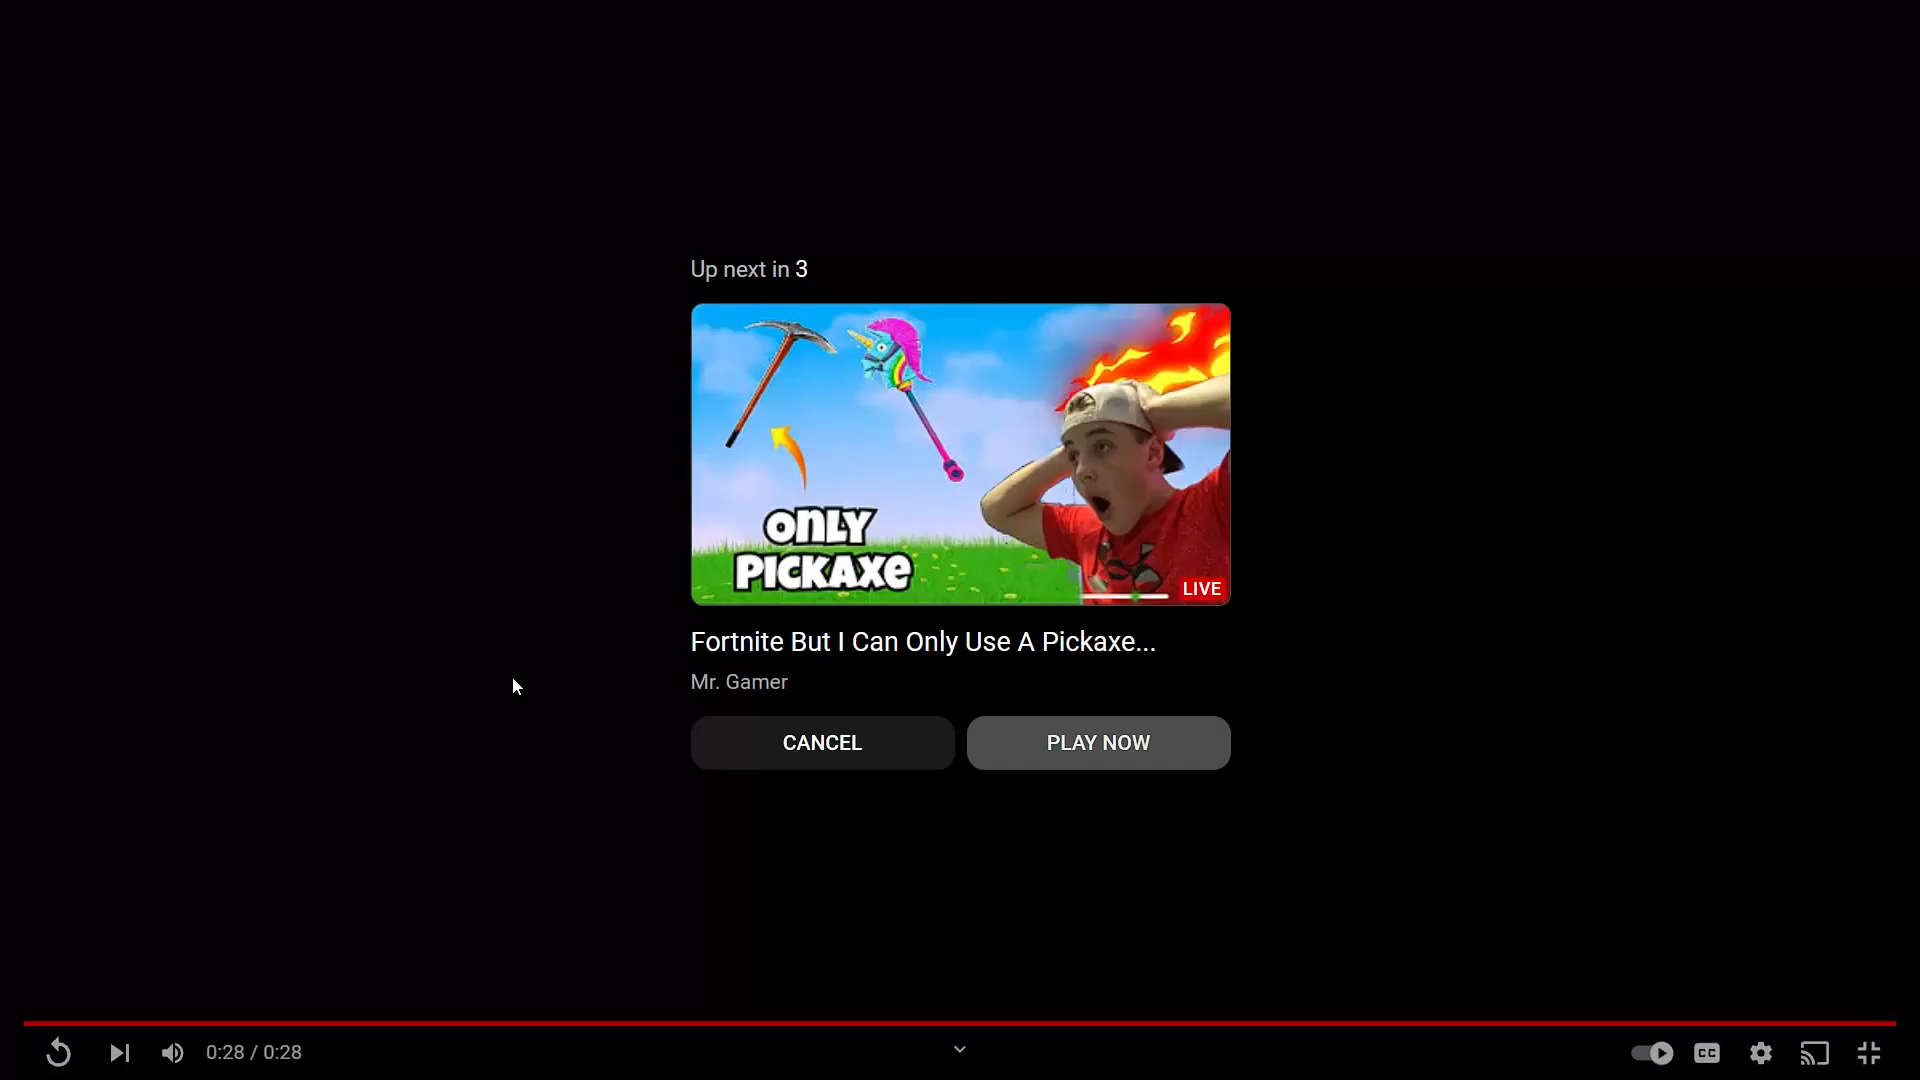 Up next in 3
ONLY
PICKAXE
LIVE
Fortnite But I Can Only Use A Pickaxe...
Mr. Gamer
CANCEL
PLAY NOW
0:28 / 0:28
CC